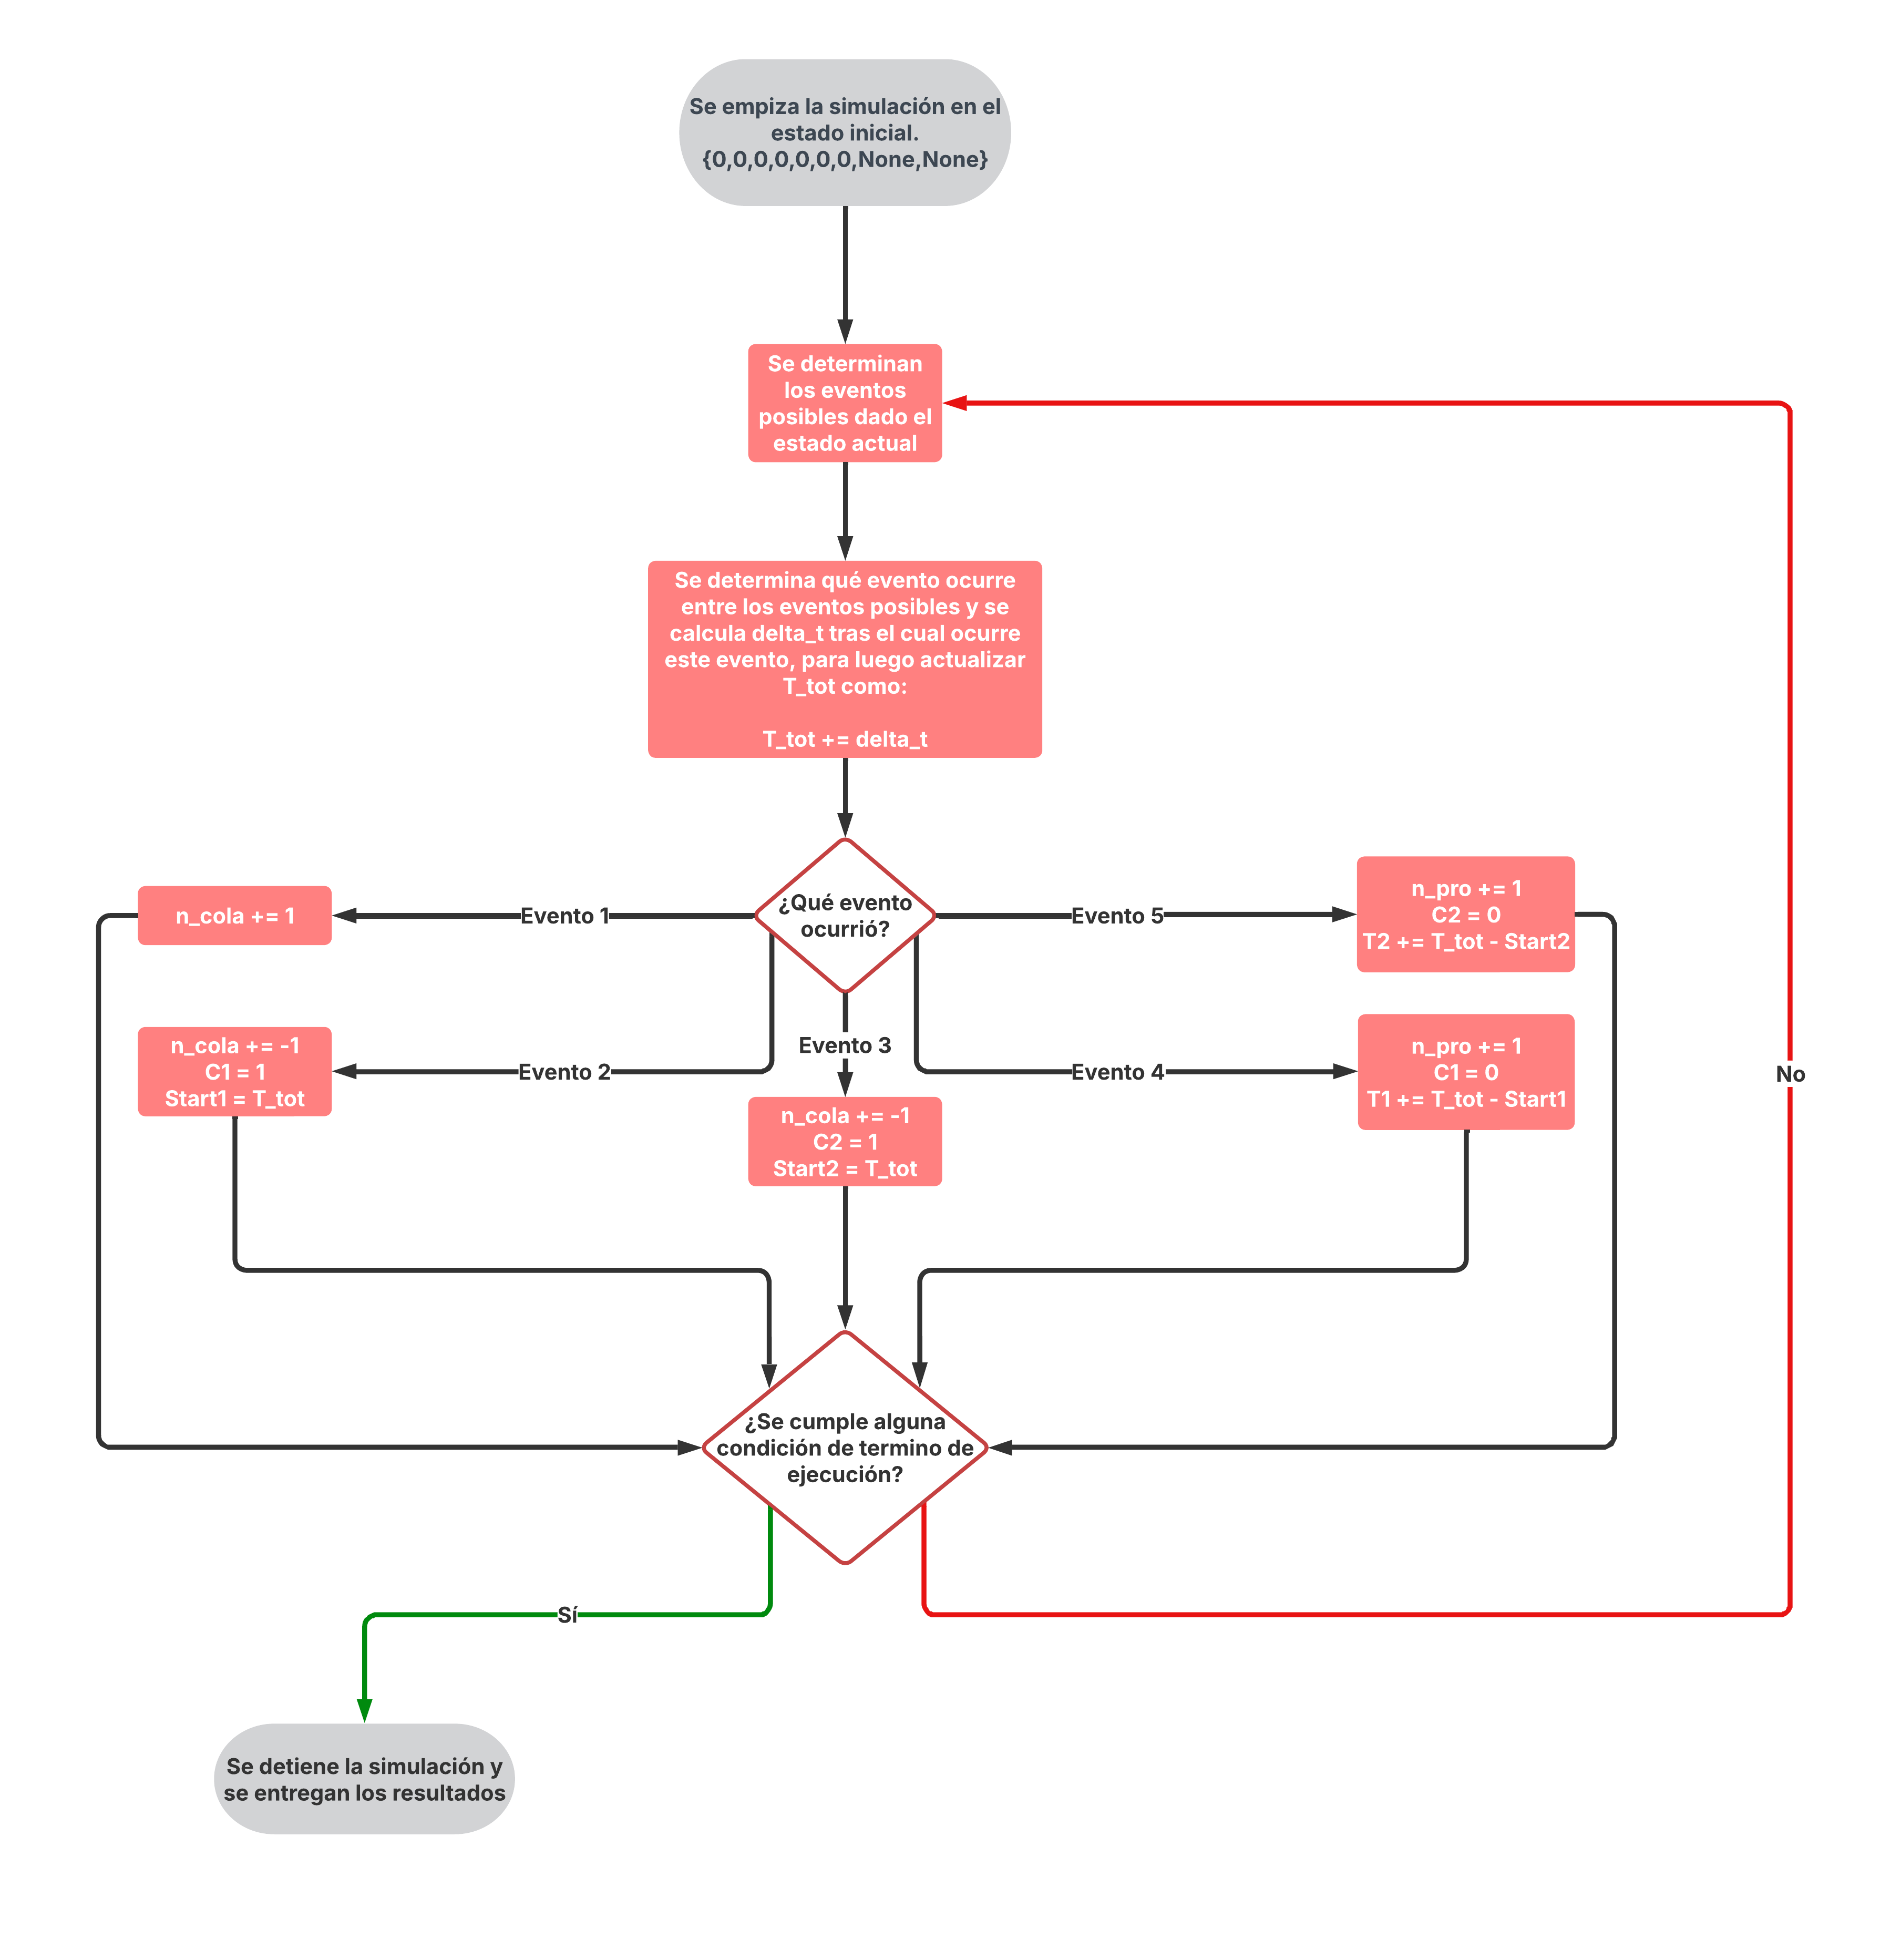 Se empiza la simulación en el
estado inicial.
{0,0,0,0,0,0,0,None,None}
Se determinan
los eventos
posibles dado el
estado actual
Se determina qué evento ocurre
entre los eventos posibles y se
calcula delta_t tras el cual ocurre
este evento, para luego actualizar
T_tot como:
T_tot += delta_t
¿Qué evento
ocurrió?
Evento 1
n_cola += 1
Evento 5
n_pro += 1
C2 = 0
T2 += T_tot - Start2
Evento 2
n_cola += -1
C1 = 1
Start1 = T_tot
Evento 3
n_cola += -1
C2 = 1
Start2 = T_tot
Evento 4
n_pro += 1
C1 = 0
T1 += T_tot - Start1
No
¿Se cumple alguna
condición de termino de
ejecución?
Sí
Se detiene la simulación y
se entregan los resultados